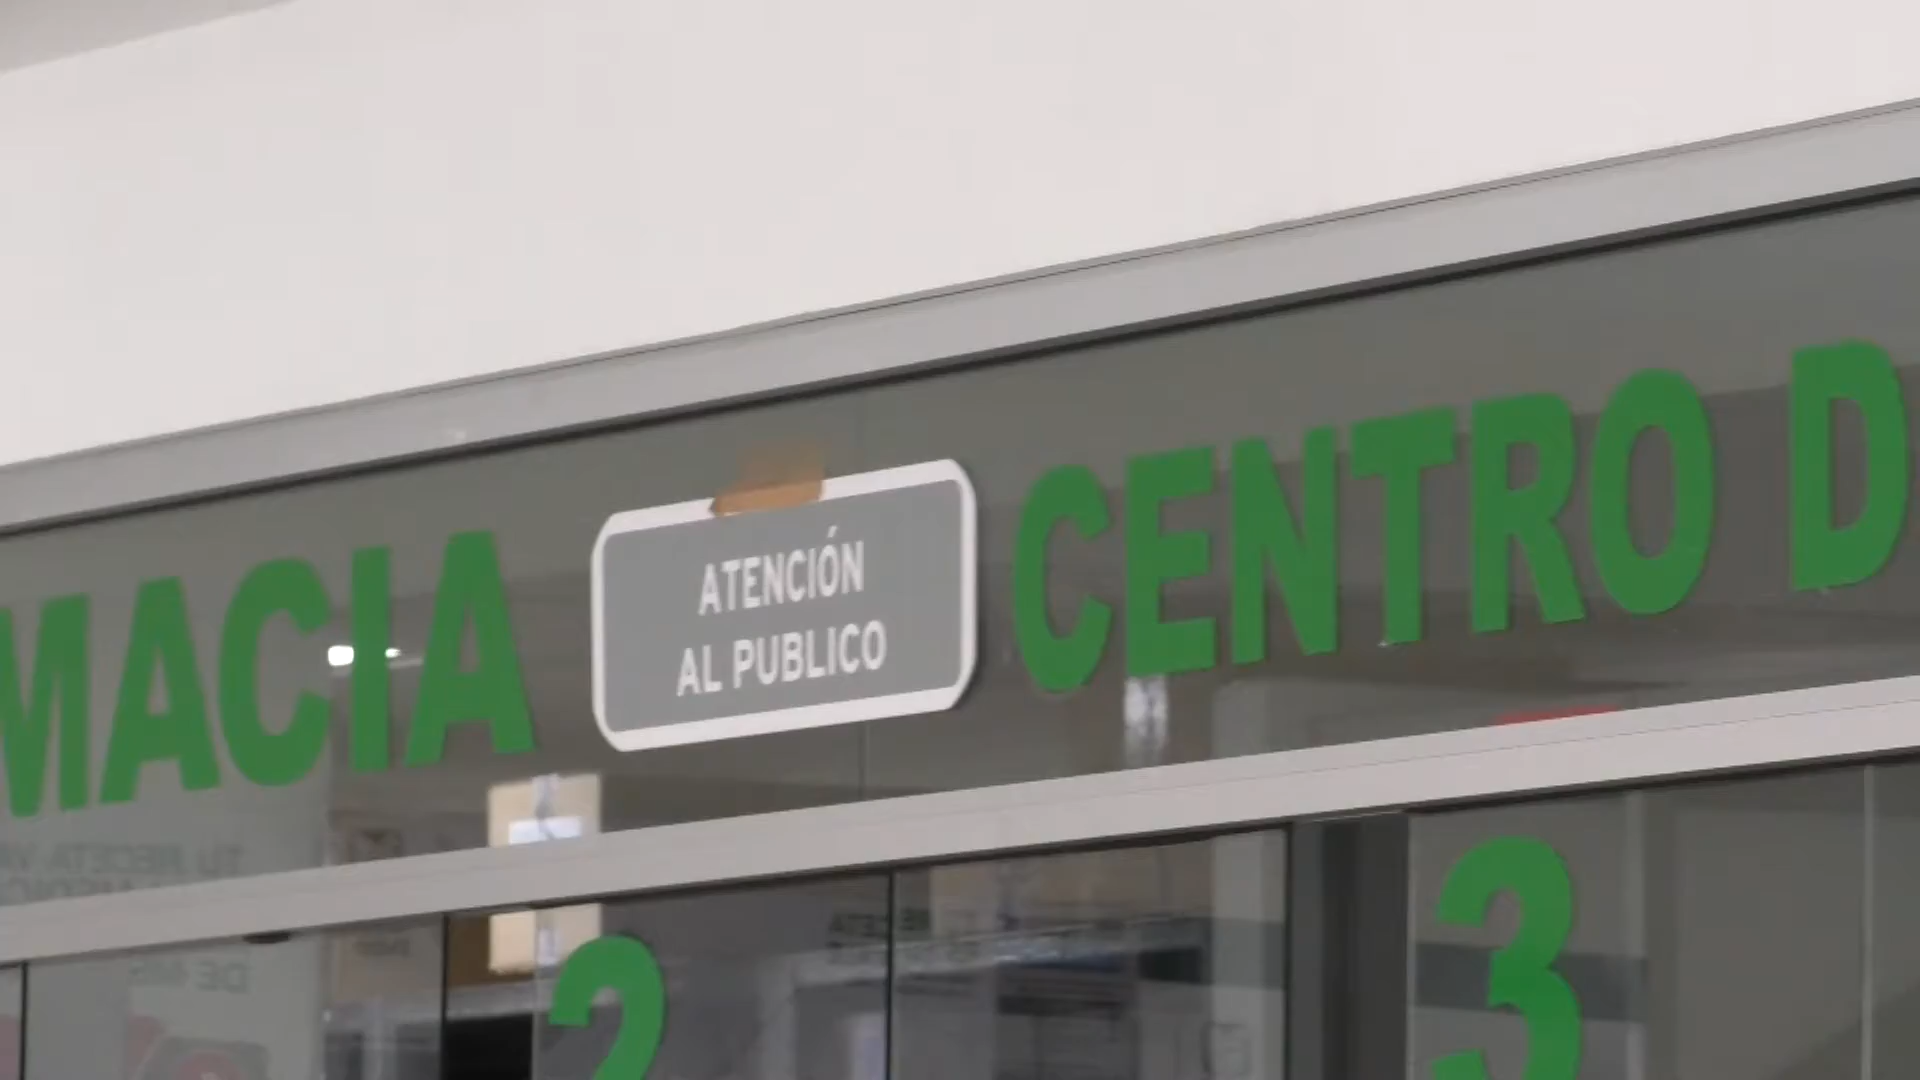 MACIA
ATENCIÓN
AL PUBLICO
CENTRO D
2
3